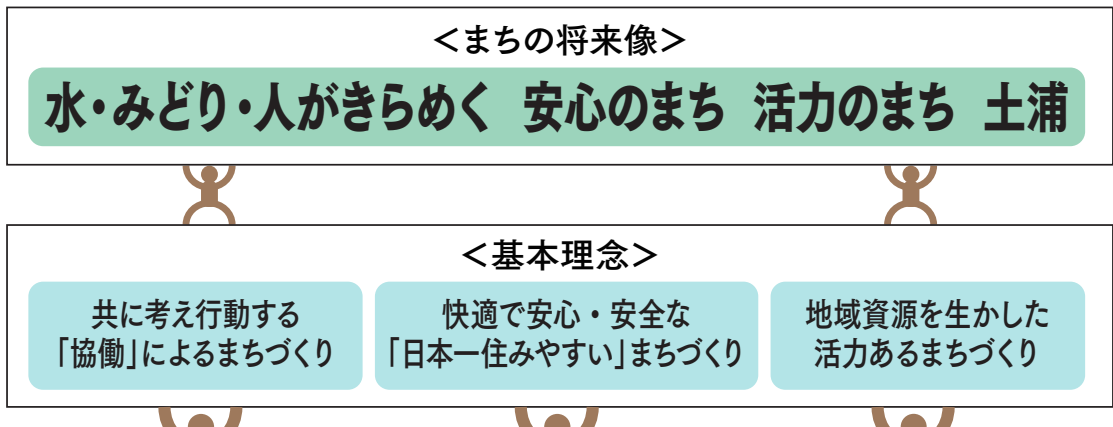 ＜まちの将来像＞
水・みどり・人がきらめく 安心のまち 活力のまち 土浦
＜基本理念＞
共に考え行動する
「協働」によるまちづくり
快適で安心・安全な
「日本一住みやすい」まちづくり
地域資源を生かした
活力あるまちづくり